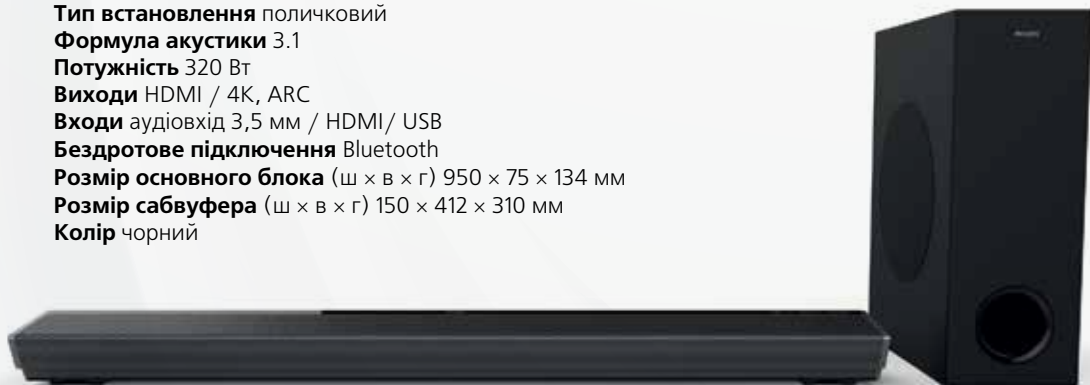 Тип встановлення поличковий
Формула акустики 3.1
Потужність 320 Вт
Виходи HDMI / 4K, ARC
Входи аудіовхід 3,5 мм / HDMI/ USB
Бездротове підключення Bluetooth
Розмір основного блока (ш × в × г) 950 × 75 × 134 мм
Розмір сабвуфера (ш × в × г) 150 × 412 × 310 мм
Колір чорний